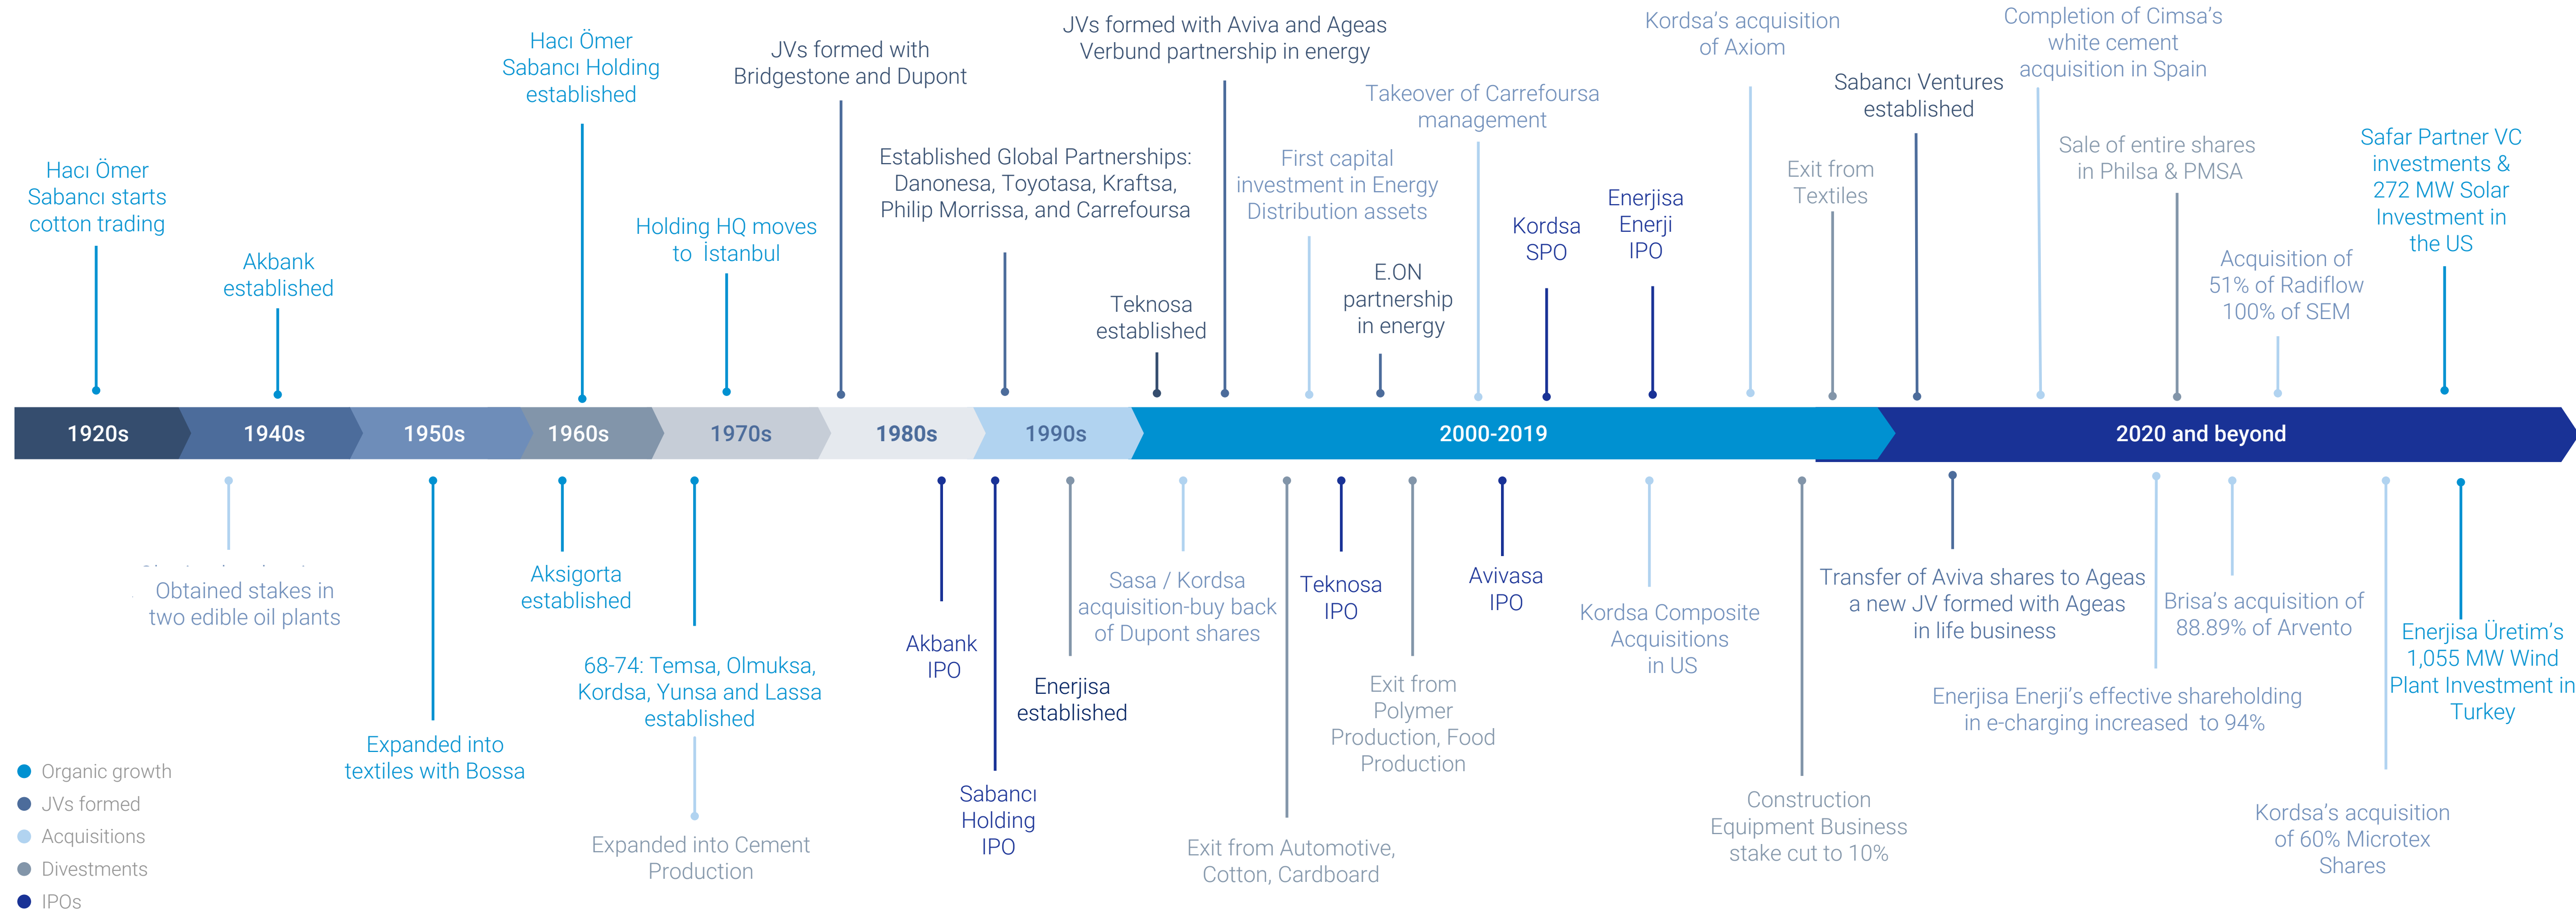 Hacı Ömer
Sabancı starts
cotton trading
Akbank
established
Hacı Ömer
Sabancı Holding
established
Holding HQ moves
to İstanbul
JVs formed with
Bridgestone and Dupont
Established Global Partnerships:
Danonesa, Toyotasa, Kraftsa,
Philip Morrissa, and Carrefoursa
Teknosa
established
JVs formed with Aviva and Ageas
Verbund partnership in energy
First capital
investment in Energy
Distribution assets
E.ON
partnership
in energy
Takeover of Carrefoursa
management
Kordsa
SPO
Enerjisa
Enerji
IPO
Kordsa's acquisition
of Axiom
Exit from
Textiles
Sabancı Ventures
established
Completion of Cimsa's
white cement
acquisition in Spain
Sale of entire shares
in Philsa & PMSA
Acquisition of
51% of Radiflow
100% of SEM
Safar Partner VC
investments &
272 MW Solar
Investment in
the US
1920s
1940s
1950s
1960s
1970s
1980s
1990s
2000-2019
2020 and beyond
Obtained stakes in
two edible oil plants
Expanded into
textiles with Bossa
Aksigorta
established
68-74: Temsa, Olmuksa,
Kordsa, Yunsa and Lassa
established
Expanded into Cement
Production
Akbank
IPO
Sabancı
Holding
IPO
Enerjisa
established
Sasa / Kordsa
acquisition-buy back
of Dupont shares
Exit from Automotive,
Cotton, Cardboard
Teknosa
IPO
Exit from
Polymer
Production, Food
Production
Avivasa
IPO
Kordsa Composite
Acquisitions
in US
Construction
Equipment Business
stake cut to 10%
Transfer of Aviva shares to Ageas
a new JV formed with Ageas
in life business
Enerjisa Enerji's effective shareholding
in e-charging increased to 94%
Brisa's acquisition of
88.89% of Arvento
Kordsa's acquisition
of 60% Microtex
Shares
Enerjisa Üretim's
1,055 MW Wind
Plant Investment in
Turkey
Organic growth
JVs formed
Acquisitions
Divestments
IPOs